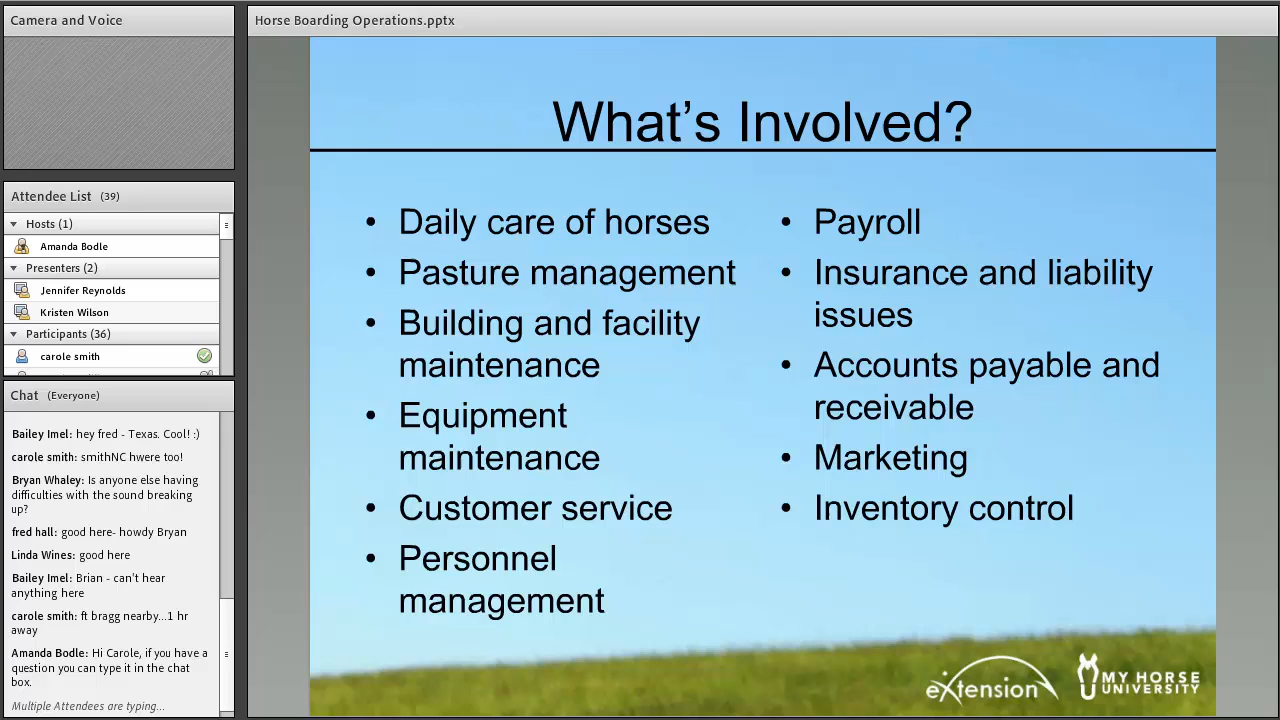 Camera and Voice
Attendee List (39)
Hosts (1)
Amanda Bodle
Presenters (2)
Jennifer Reynolds
Kristen Wilson
Participants (36)
carole smith
Chat (Everyone)
Bailey Imel: hey fred - Texas. Cool! :)
carole smith: smithNC hwere too!
Bryan Whaley: Is anyone else having
difficulties with the sound breaking
up?
fred hall: good here- howdy Bryan
Linda Wines: good here
Bailey Imel: Brian - can't hear
anything here
carole smith: ft bragg nearby...1 hr
away
Amanda Bodle: Hi Carole, if you have a
question you can type it in the chat
box.
Multiple Attendees are typing...
Horse Boarding Operations.pptx
What's Involved?
• Daily care of horses
• Pasture management
• Building and facility
maintenance
• Equipment
maintenance
• Customer service
• Personnel
management
• Payroll
• Insurance and liability
issues
• Accounts payable and
receivable
• Marketing
• Inventory control
eXtension
MY HORSE
UNIVERSITY